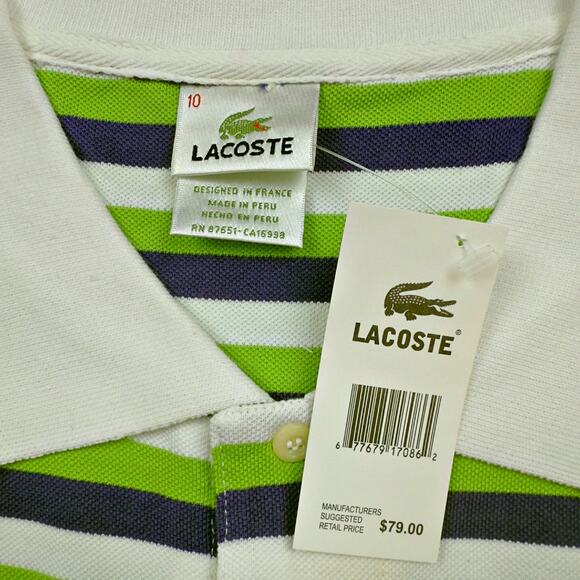 10
LACOSTE
DESIGNED IN FRANCE
MADE IN PERU
HECHO EN PERU
RN 87651-CA16998
LACOSTE®
6 77679 17086 2
MANUFACTURERS
SUGGESTED
RETAIL PRICE $79.00